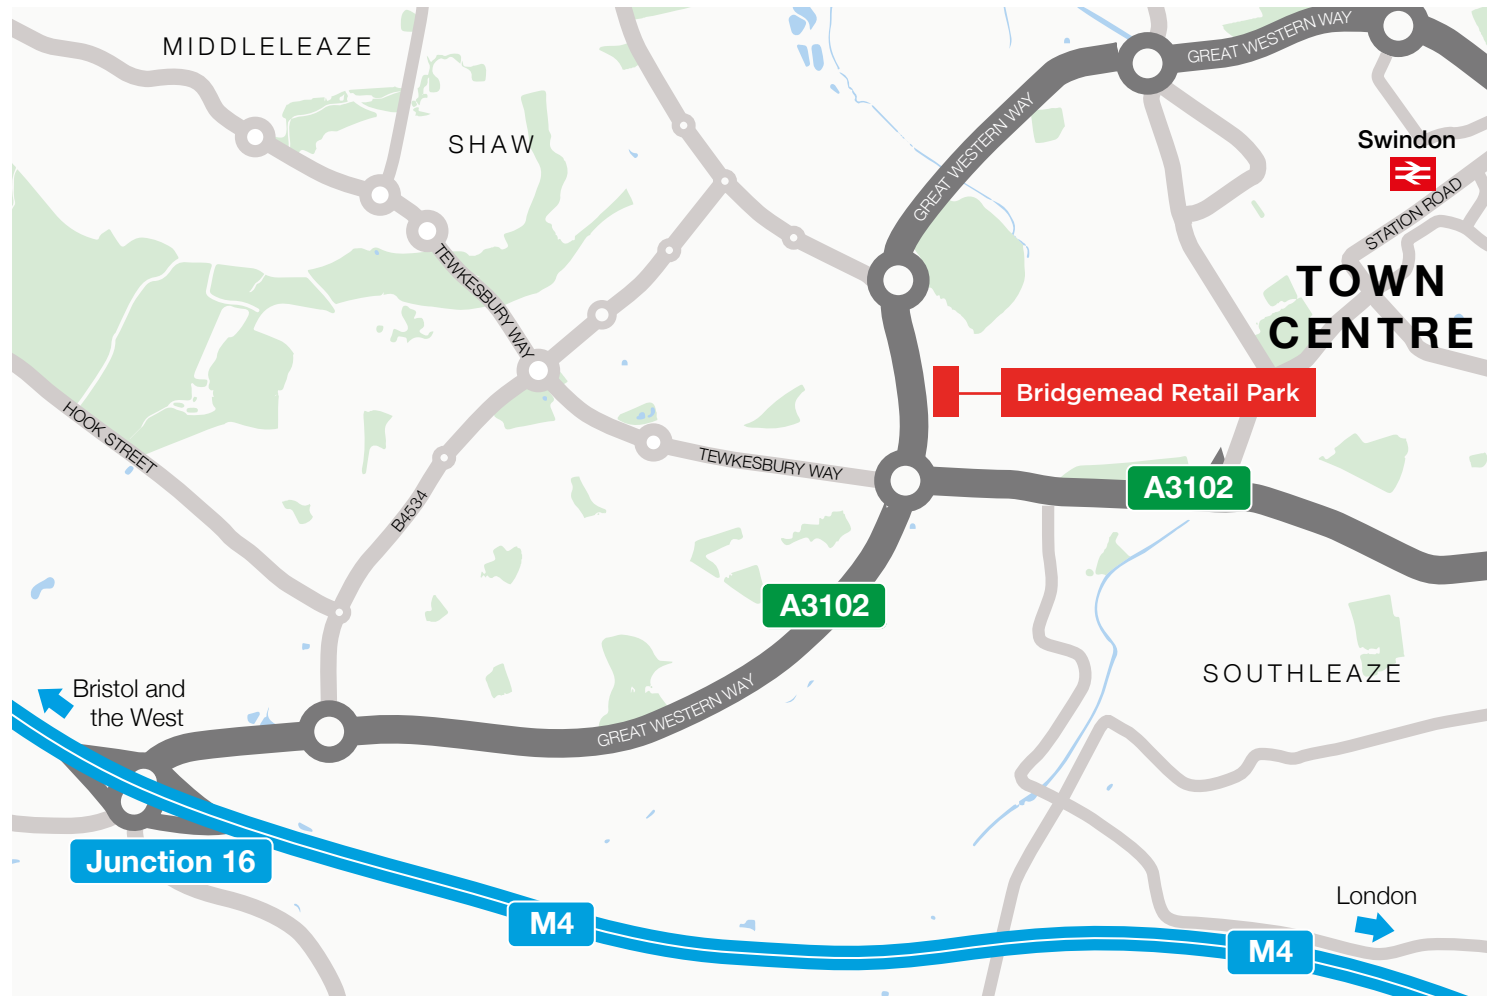 MIDDLELEAZE
GREAT WESTERN WAY
SHAW
GREAT WESTERN WAY
Swindon
STATION ROAD
TOWN
CENTRE
TEWKESBURY WAY
Bridgemead Retail Park
HOOK STREET
TEWKESBURY WAY
A3102
B4534
A3102
SOUTHLEAZE
Bristol and
the West
GREAT WESTERN WAY
Junction 16
M4
London
M4